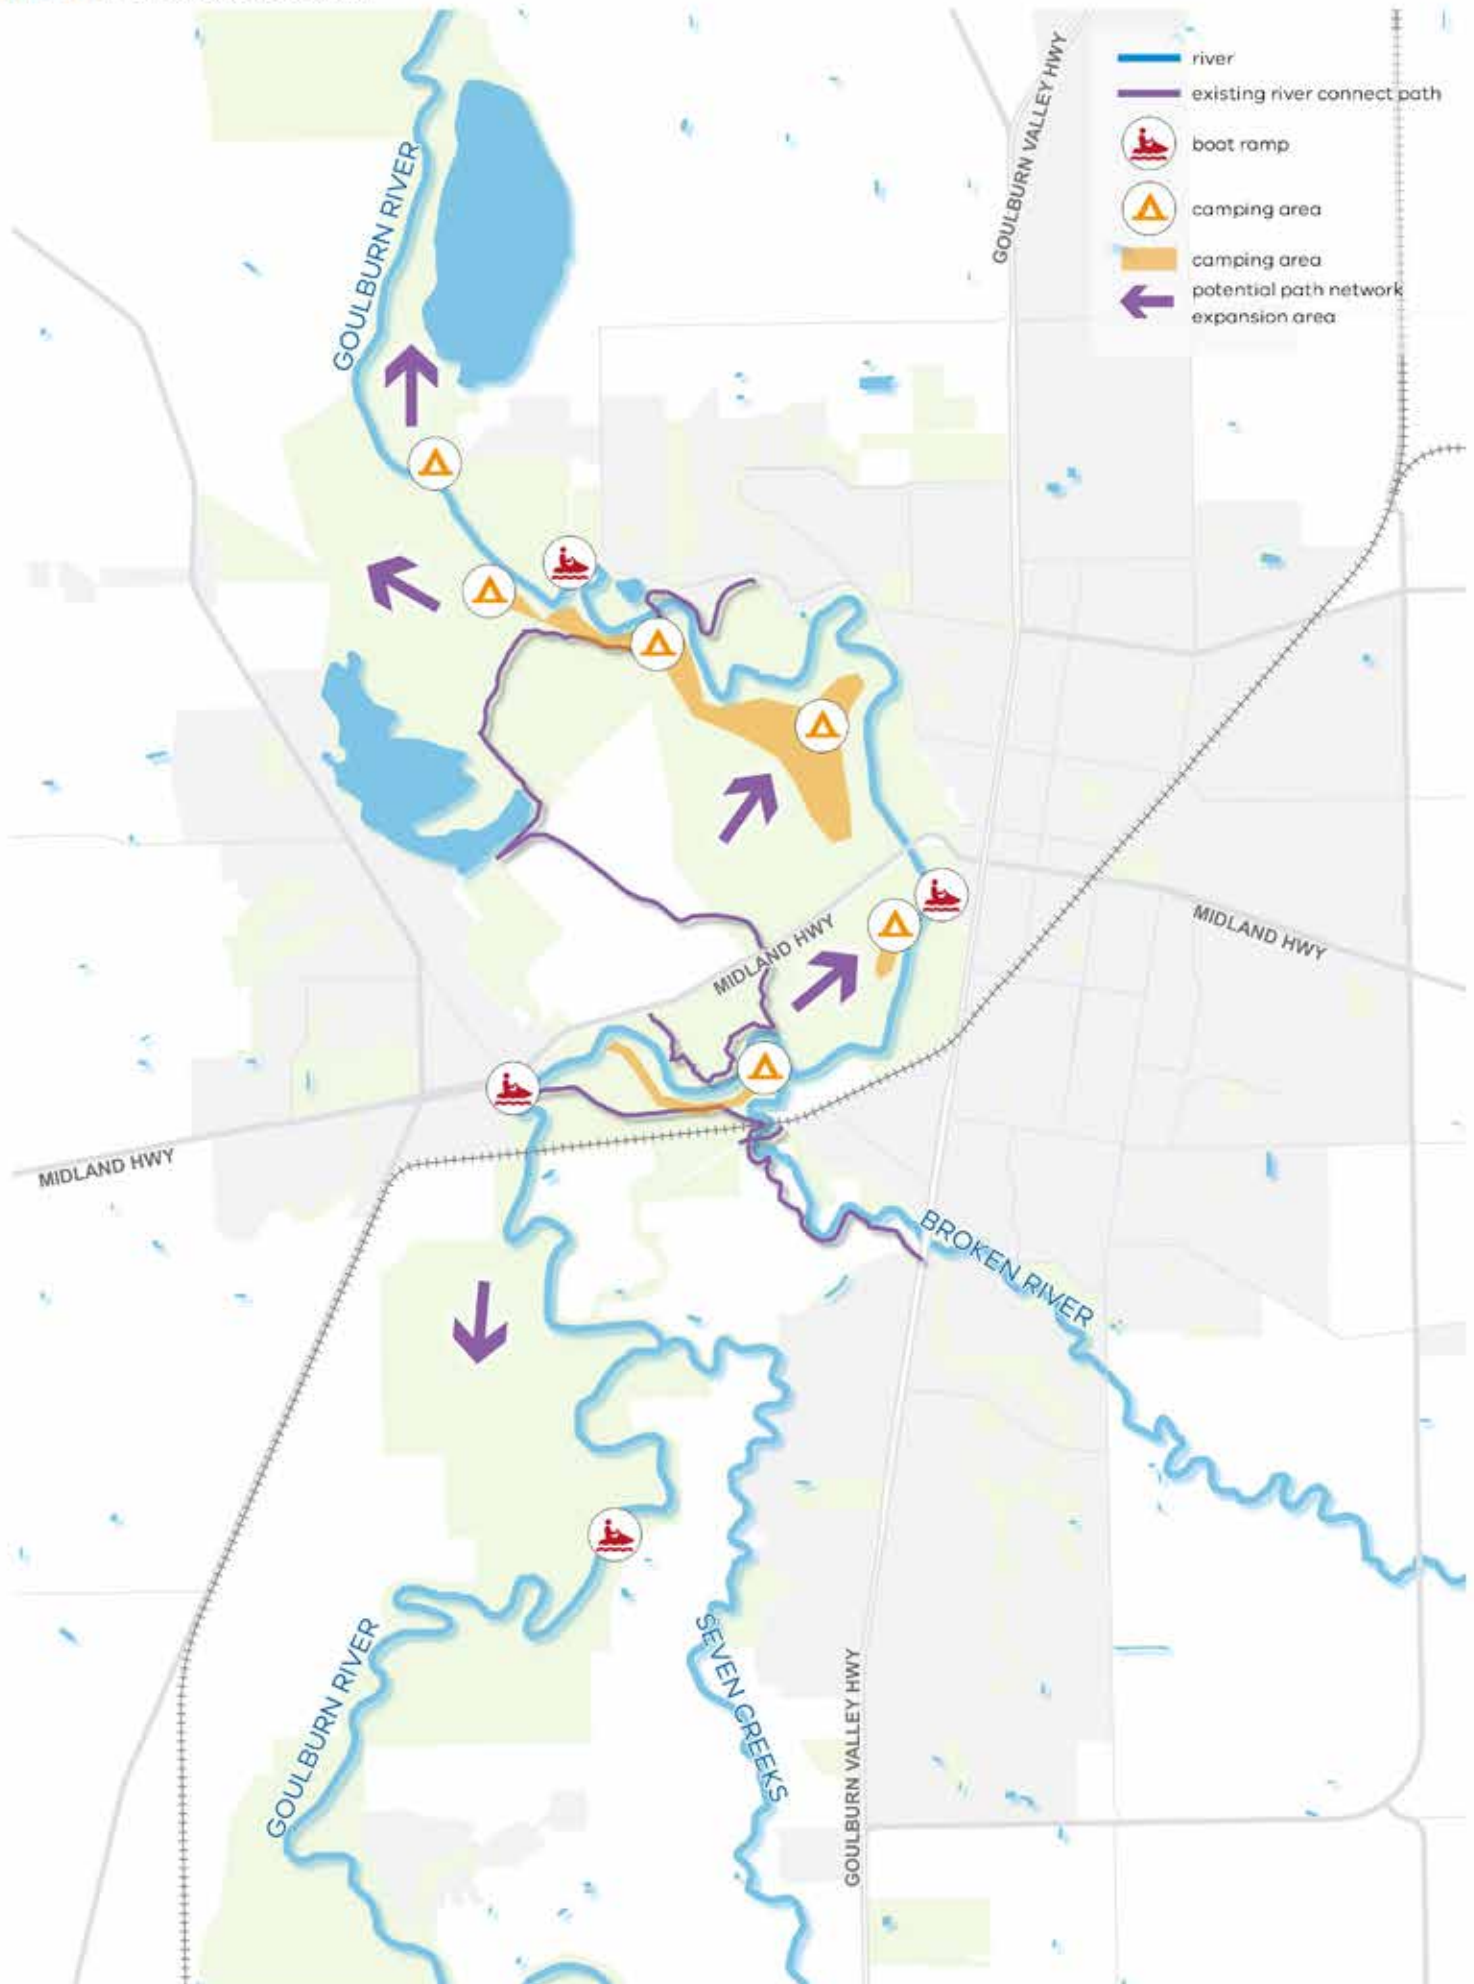 river
existing river connect path
boat ramp
camping area
camping area
potential path network
expansion area
GOULBURN VALLEY HWY
GOULBURN RIVER
MIDLAND HWY
MIDLAND HWY
MIDLAND HWY
BROKEN RIVER
GOULBURN RIVER
SEVEN CREEKS
GOULBURN VALLEY HWY